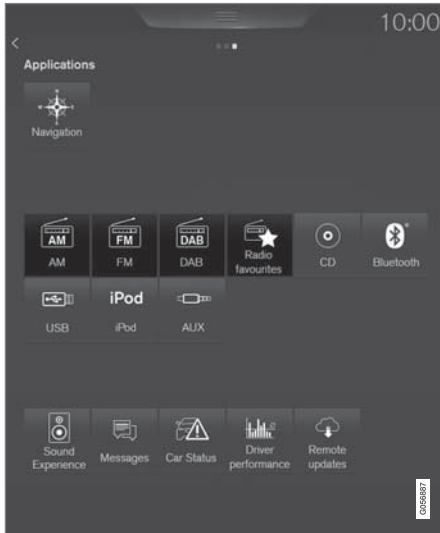 10:00
Applications
Navigation
AM FM DAB
AM FM DAB Radio favourites CD Bluetooth
iPod
USB iPod AUX
Sound Experience Messages Car Status Driver performance Remote updates
G056887